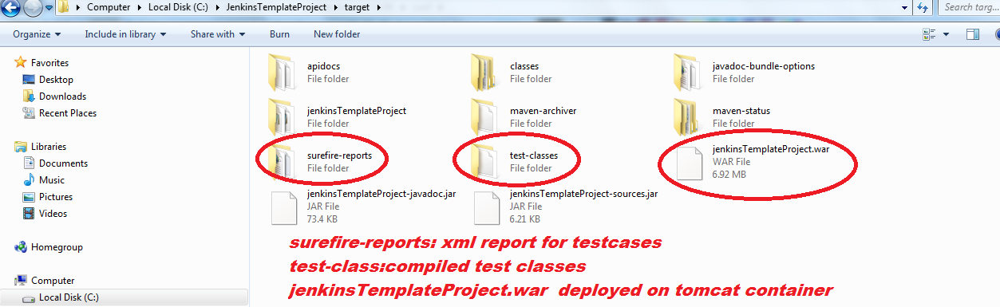 Computer Local Disk (C:) JenkinsTemplateProject target Search targ...
Organize Include in library Share with Burn New folder
Favorites
Desktop
Downloads
Recent Places
Libraries
Documents
Music
Pictures
Videos
Homegroup
Computer
Local Disk (C:)
apidocs
File folder
classes
File folder
javadoc-bundle-options
File folder
jenkinsTemplateProject
File folder
maven-archiver
File folder
maven-status
File folder
surefire-reports
File folder
test-classes
File folder
jenkinsTemplateProject.war
WAR File
6.92 MB
jenkinsTemplateProject-javadoc.jar
JAR File
73.4 KB
jenkinsTemplateProject-sources.jar
JAR File
6.21 KB
surefire-reports: xml report for testcases
test-class:compiled test classes
jenkinsTemplateProject.war deployed on tomcat container